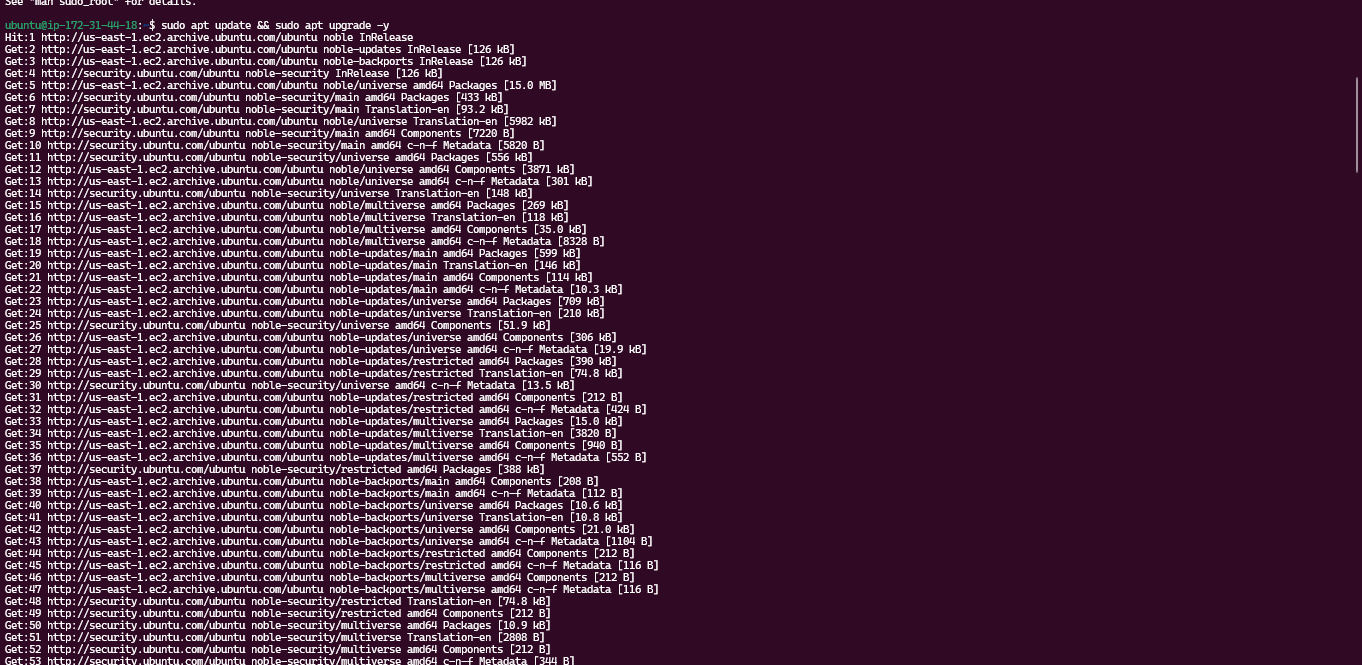 See "man sudo_root" for details.
ubuntu@ip-172-31-44-18:~$ sudo apt update && sudo apt upgrade -y
Hit:1 http://us-east-1.ec2.archive.ubuntu.com/ubuntu noble InRelease
Get:2 http://us-east-1.ec2.archive.ubuntu.com/ubuntu noble-updates InRelease [126 kB]
Get:3 http://us-east-1.ec2.archive.ubuntu.com/ubuntu noble-backports InRelease [126 kB]
Get:4 http://security.ubuntu.com/ubuntu noble-security InRelease [126 kB]
Get:5 http://us-east-1.ec2.archive.ubuntu.com/ubuntu noble/universe amd64 Packages [15.0 MB]
Get:6 http://security.ubuntu.com/ubuntu noble-security/main amd64 Packages [433 kB]
Get:7 http://security.ubuntu.com/ubuntu noble-security/main Translation-en [93.2 kB]
Get:8 http://us-east-1.ec2.archive.ubuntu.com/ubuntu noble/universe Translation-en [5982 kB]
Get:9 http://security.ubuntu.com/ubuntu noble-security/main amd64 Components [7220 B]
Get:10 http://security.ubuntu.com/ubuntu noble-security/main amd64 c-n-f Metadata [5820 B]
Get:11 http://security.ubuntu.com/ubuntu noble-security/universe amd64 Packages [556 kB]
Get:12 http://us-east-1.ec2.archive.ubuntu.com/ubuntu noble/universe amd64 Components [3871 kB]
Get:13 http://us-east-1.ec2.archive.ubuntu.com/ubuntu noble/universe amd64 c-n-f Metadata [301 kB]
Get:14 http://security.ubuntu.com/ubuntu noble-security/universe Translation-en [148 kB]
Get:15 http://us-east-1.ec2.archive.ubuntu.com/ubuntu noble/multiverse amd64 Packages [269 kB]
Get:16 http://us-east-1.ec2.archive.ubuntu.com/ubuntu noble/multiverse Translation-en [118 kB]
Get:17 http://us-east-1.ec2.archive.ubuntu.com/ubuntu noble/multiverse amd64 Components [35.0 kB]
Get:18 http://us-east-1.ec2.archive.ubuntu.com/ubuntu noble/multiverse amd64 c-n-f Metadata [8328 B]
Get:19 http://us-east-1.ec2.archive.ubuntu.com/ubuntu noble-updates/main amd64 Packages [599 kB]
Get:20 http://us-east-1.ec2.archive.ubuntu.com/ubuntu noble-updates/main Translation-en [146 kB]
Get:21 http://us-east-1.ec2.archive.ubuntu.com/ubuntu noble-updates/main amd64 Components [114 kB]
Get:22 http://us-east-1.ec2.archive.ubuntu.com/ubuntu noble-updates/main amd64 c-n-f Metadata [10.3 kB]
Get:23 http://us-east-1.ec2.archive.ubuntu.com/ubuntu noble-updates/universe amd64 Packages [709 kB]
Get:24 http://us-east-1.ec2.archive.ubuntu.com/ubuntu noble-updates/universe Translation-en [210 kB]
Get:25 http://security.ubuntu.com/ubuntu noble-security/universe amd64 Components [51.9 kB]
Get:26 http://us-east-1.ec2.archive.ubuntu.com/ubuntu noble-updates/universe amd64 Components [306 kB]
Get:27 http://us-east-1.ec2.archive.ubuntu.com/ubuntu noble-updates/universe amd64 c-n-f Metadata [19.9 kB]
Get:28 http://us-east-1.ec2.archive.ubuntu.com/ubuntu noble-updates/restricted amd64 Packages [390 kB]
Get:29 http://us-east-1.ec2.archive.ubuntu.com/ubuntu noble-updates/restricted Translation-en [74.8 kB]
Get:30 http://security.ubuntu.com/ubuntu noble-security/universe amd64 c-n-f Metadata [13.5 kB]
Get:31 http://us-east-1.ec2.archive.ubuntu.com/ubuntu noble-updates/restricted amd64 Components [212 B]
Get:32 http://us-east-1.ec2.archive.ubuntu.com/ubuntu noble-updates/restricted amd64 c-n-f Metadata [424 B]
Get:33 http://us-east-1.ec2.archive.ubuntu.com/ubuntu noble-updates/multiverse amd64 Packages [15.0 kB]
Get:34 http://us-east-1.ec2.archive.ubuntu.com/ubuntu noble-updates/multiverse Translation-en [3820 B]
Get:35 http://us-east-1.ec2.archive.ubuntu.com/ubuntu noble-updates/multiverse amd64 Components [940 B]
Get:36 http://us-east-1.ec2.archive.ubuntu.com/ubuntu noble-updates/multiverse amd64 c-n-f Metadata [552 B]
Get:37 http://security.ubuntu.com/ubuntu noble-security/restricted amd64 Packages [388 kB]
Get:38 http://us-east-1.ec2.archive.ubuntu.com/ubuntu noble-backports/main amd64 Components [208 B]
Get:39 http://us-east-1.ec2.archive.ubuntu.com/ubuntu noble-backports/main amd64 c-n-f Metadata [112 B]
Get:40 http://us-east-1.ec2.archive.ubuntu.com/ubuntu noble-backports/universe amd64 Packages [10.6 kB]
Get:41 http://us-east-1.ec2.archive.ubuntu.com/ubuntu noble-backports/universe Translation-en [10.8 kB]
Get:42 http://us-east-1.ec2.archive.ubuntu.com/ubuntu noble-backports/universe amd64 Components [21.0 kB]
Get:43 http://us-east-1.ec2.archive.ubuntu.com/ubuntu noble-backports/universe amd64 c-n-f Metadata [1104 B]
Get:44 http://us-east-1.ec2.archive.ubuntu.com/ubuntu noble-backports/restricted amd64 Components [212 B]
Get:45 http://us-east-1.ec2.archive.ubuntu.com/ubuntu noble-backports/restricted amd64 c-n-f Metadata [116 B]
Get:46 http://us-east-1.ec2.archive.ubuntu.com/ubuntu noble-backports/multiverse amd64 Components [212 B]
Get:47 http://us-east-1.ec2.archive.ubuntu.com/ubuntu noble-backports/multiverse amd64 c-n-f Metadata [116 B]
Get:48 http://security.ubuntu.com/ubuntu noble-security/restricted Translation-en [74.8 kB]
Get:49 http://security.ubuntu.com/ubuntu noble-security/restricted amd64 Components [212 B]
Get:50 http://security.ubuntu.com/ubuntu noble-security/multiverse amd64 Packages [10.9 kB]
Get:51 http://security.ubuntu.com/ubuntu noble-security/multiverse Translation-en [2808 B]
Get:52 http://security.ubuntu.com/ubuntu noble-security/multiverse amd64 Components [212 B]
Get:53 http://security.ubuntu.com/ubuntu noble-security/multiverse amd64 c-n-f Metadata [344 B]